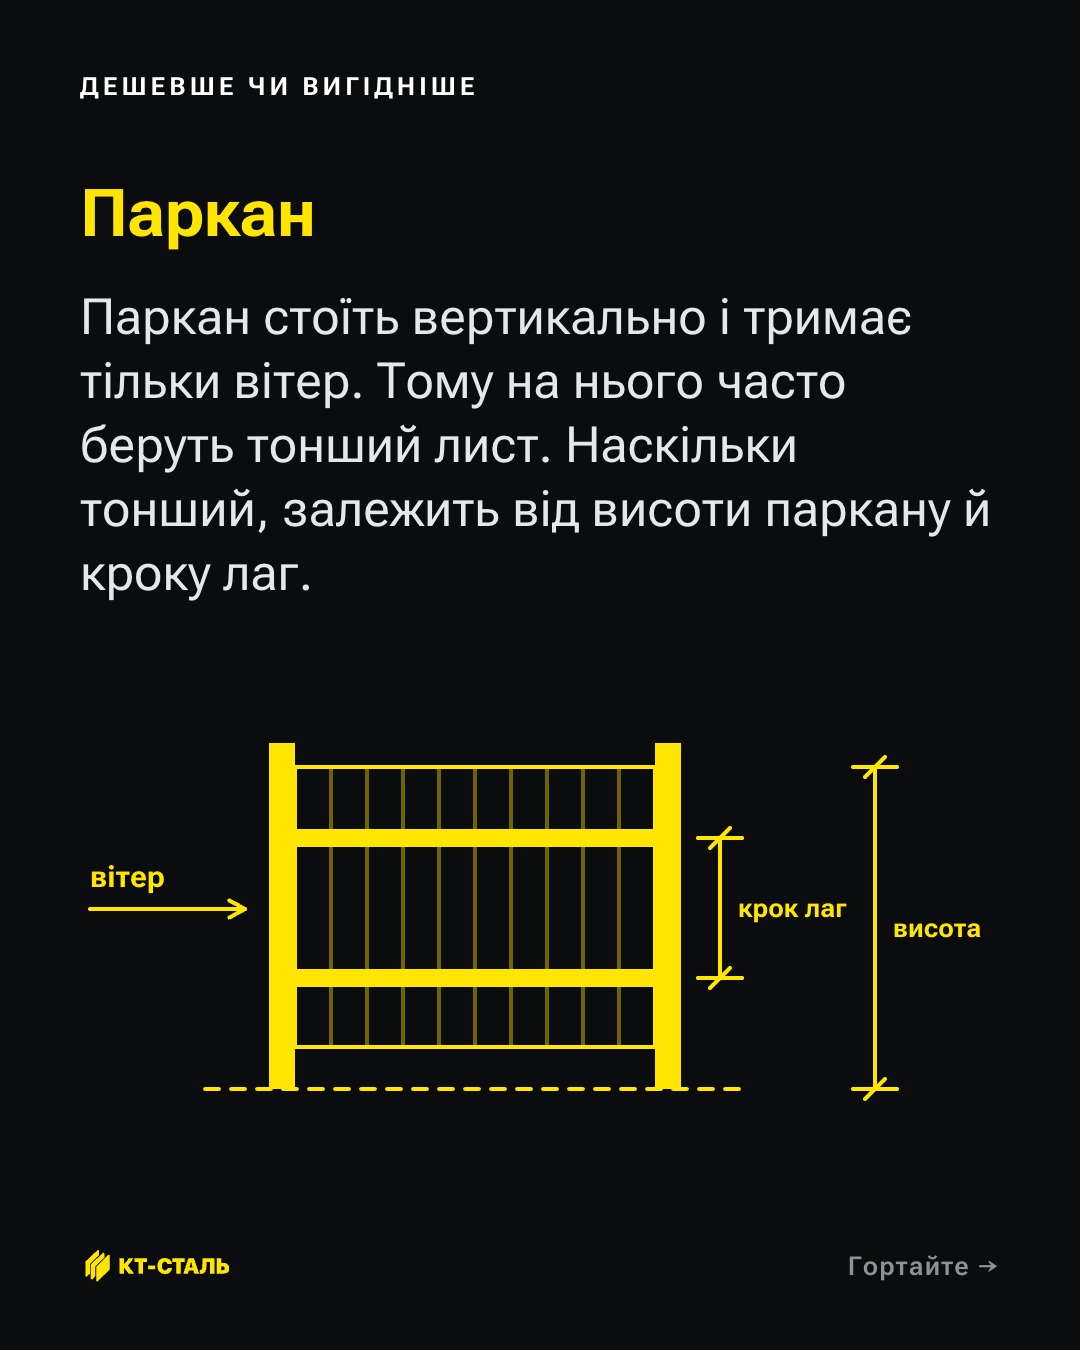 ДЕШЕВШЕ ЧИ ВИГІДНІШЕ
Паркан
Паркан стоїть вертикально і тримає
тільки вітер. Тому на нього часто
беруть тонший лист. Наскільки
тонший, залежить від висоти паркану й
кроку лаг.
вітер
крок лаг
висота
КТ-СТАЛЬ
Гортайте →